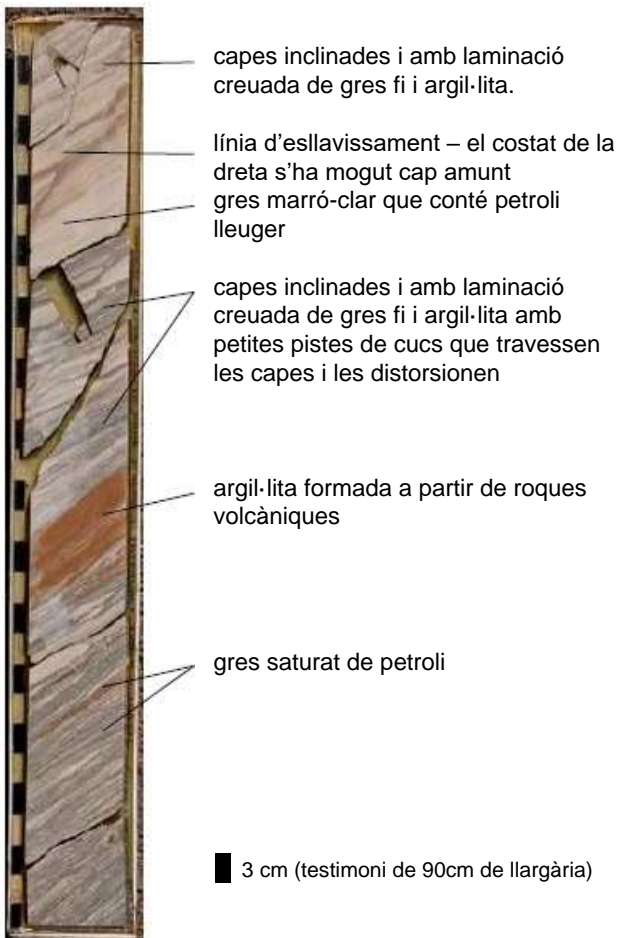 capes inclinades i amb laminació
creuada de gres fi i argil·lita.
línia d'esllavissament – el costat de la
dreta s'ha mogut cap amunt
gres marró-clar que conté petroli
lleuger
capes inclinades i amb laminació
creuada de gres fi i argil·lita amb
petites pistes de cucs que travessen
les capes i les distorsionen
argil·lita formada a partir de roques
volcàniques
gres saturat de petroli
3 cm (testimoni de 90cm de llargària)